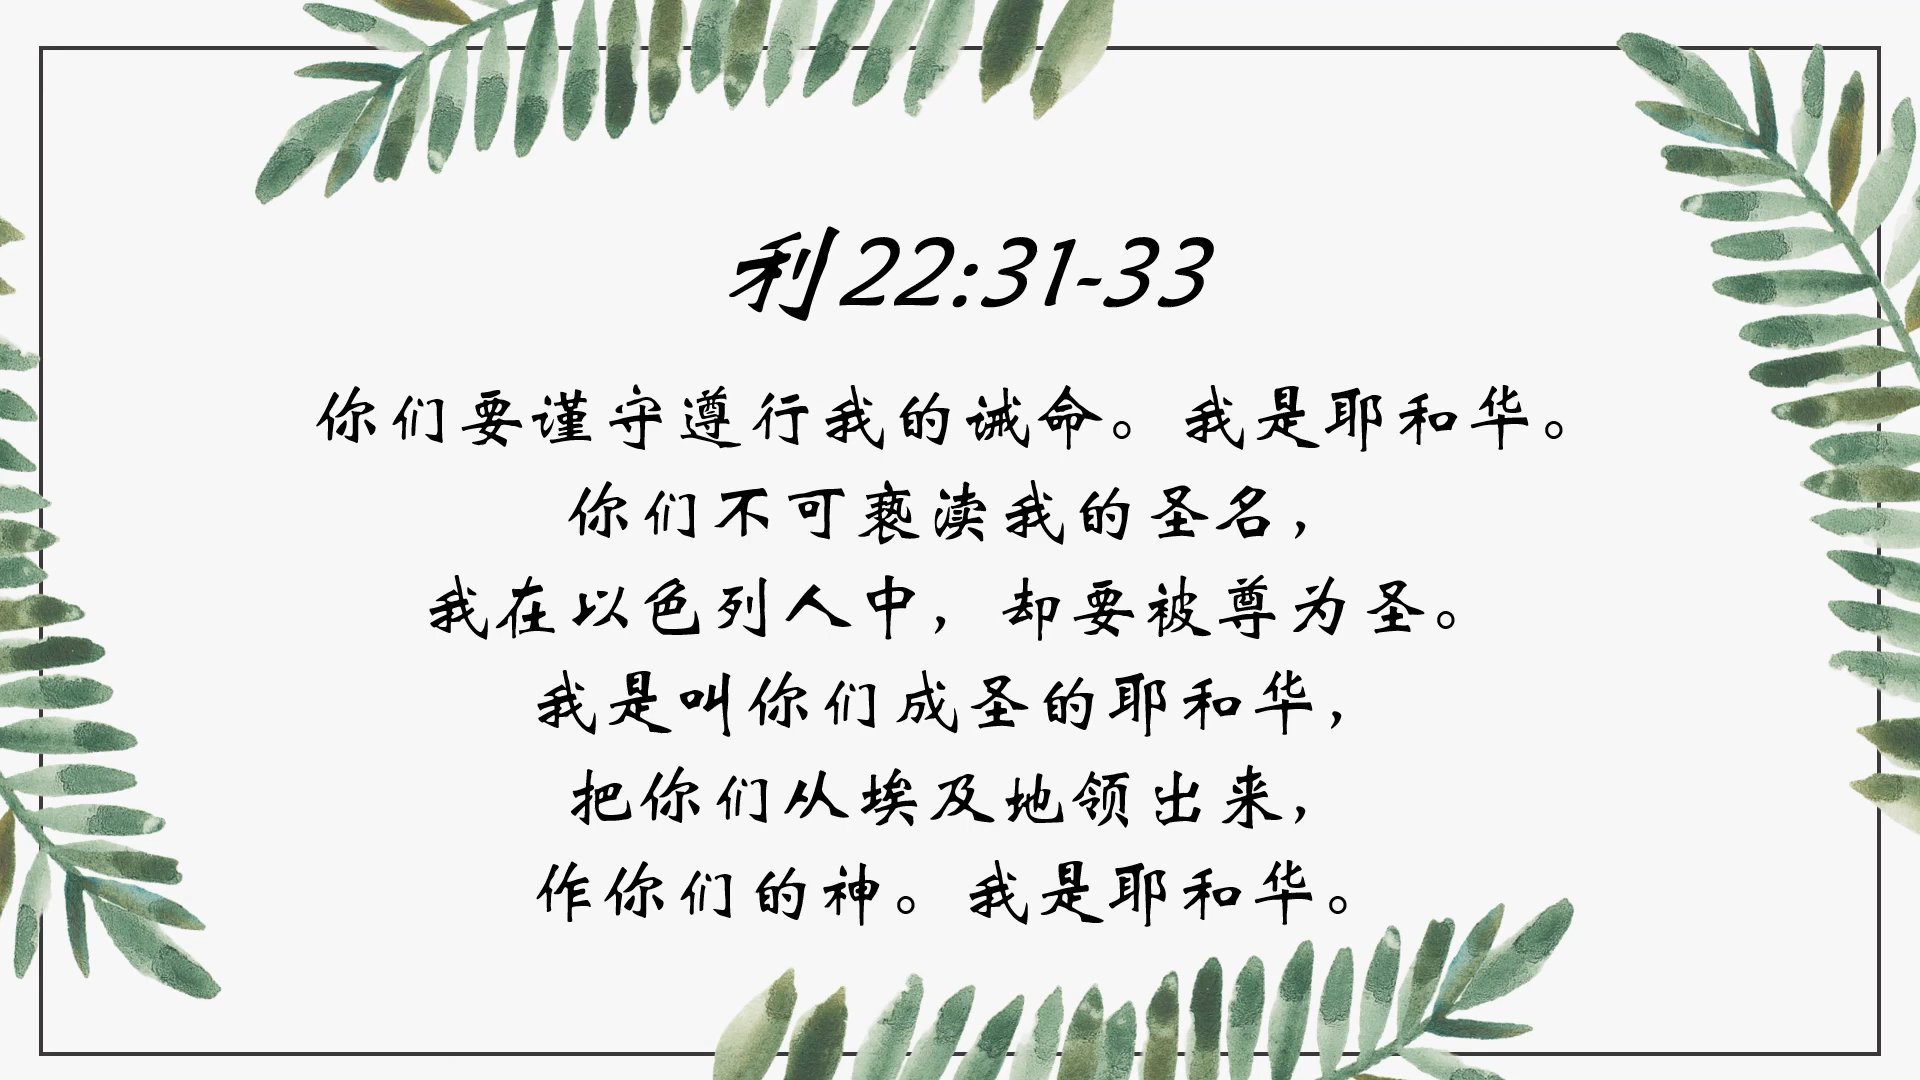 利22:31-33
你们要谨守遵行我的诫命。我是耶和华。
你们不可亵渎我的圣名，
我在以色列人中，却要被尊为圣。
我是叫你们成圣的耶和华，
把你们从埃及地领出来，
作你们的神。我是耶和华。